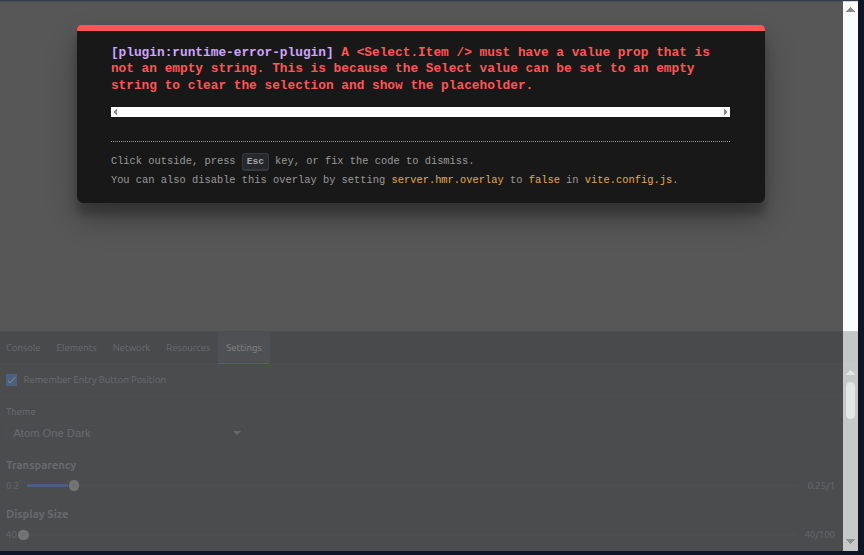 [plugin:runtime-error-plugin] A <Select.Item /> must have a value prop that is
not an empty string. This is because the Select value can be set to an empty
string to clear the selection and show the placeholder.
Click outside, press Esc key, or fix the code to dismiss.
You can also disable this overlay by setting server.hmr.overlay to false in vite.config.js.
Console Elements Network Resources Settings
Remember Entry Button Position
Theme
Atom One Dark
Transparency
0.2 0.25/1
Display Size
40 40/100